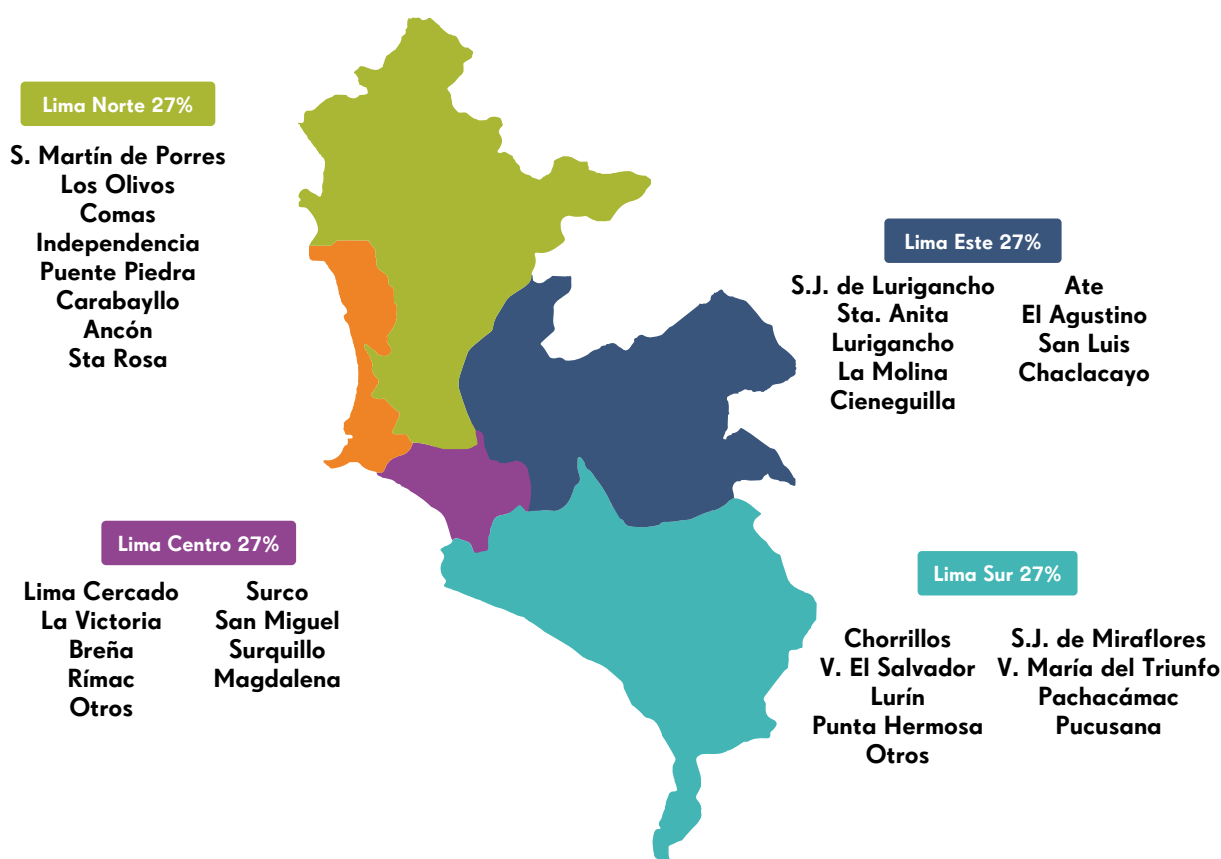 Lima Norte 27%
S. Martín de Porres
Los Olivos
Comas
Independencia
Puente Piedra
Carabayllo
Ancón
Sta Rosa
Lima Este 27%
S.J. de Lurigancho
Sta. Anita
Lurigancho
La Molina
Cieneguilla
Ate
El Agustino
San Luis
Chaclacayo
Lima Centro 27%
Lima Cercado
La Victoria
Breña
Rímac
Otros
Surco
San Miguel
Surquillo
Magdalena
Lima Sur 27%
Chorrillos
V. El Salvador
Lurín
Punta Hermosa
Otros
S.J. de Miraflores
V. María del Triunfo
Pachacámac
Pucusana